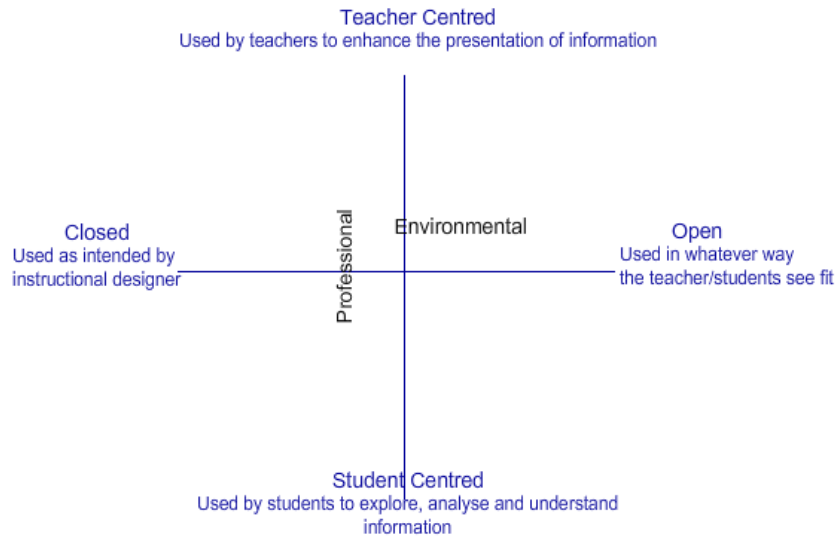 Teacher Centred
Used by teachers to enhance the presentation of information
Professional
Environmental
Closed
Used as intended by
instructional designer
Open
Used in whatever way
the teacher/students see fit
Student Centred
Used by students to explore, analyse and understand
information